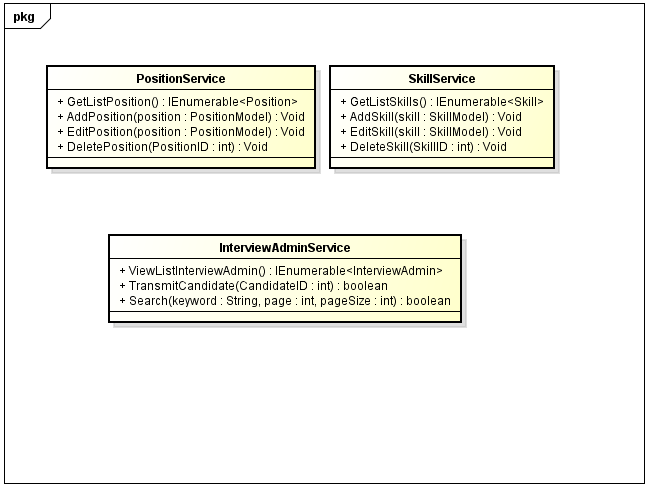 pkg
PositionService
+ GetListPosition() : IEnumerable<Position>
+ AddPosition(position : PositionModel) : Void
+ EditPosition(position : PositionModel) : Void
+ DeletePosition(PositionID : int) : Void
SkillService
+ GetListSkills() : IEnumerable<Skill>
+ AddSkill(skill : SkillModel) : Void
+ EditSkill(skill : SkillModel) : Void
+ DeleteSkill(SkillID : int) : Void
InterviewAdminService
+ ViewListInterviewAdmin() : IEnumerable<InterviewAdmin>
+ TransmitCandidate(CandidateID : int) : boolean
+ Search(keyword : String, page : int, pageSize : int) : boolean